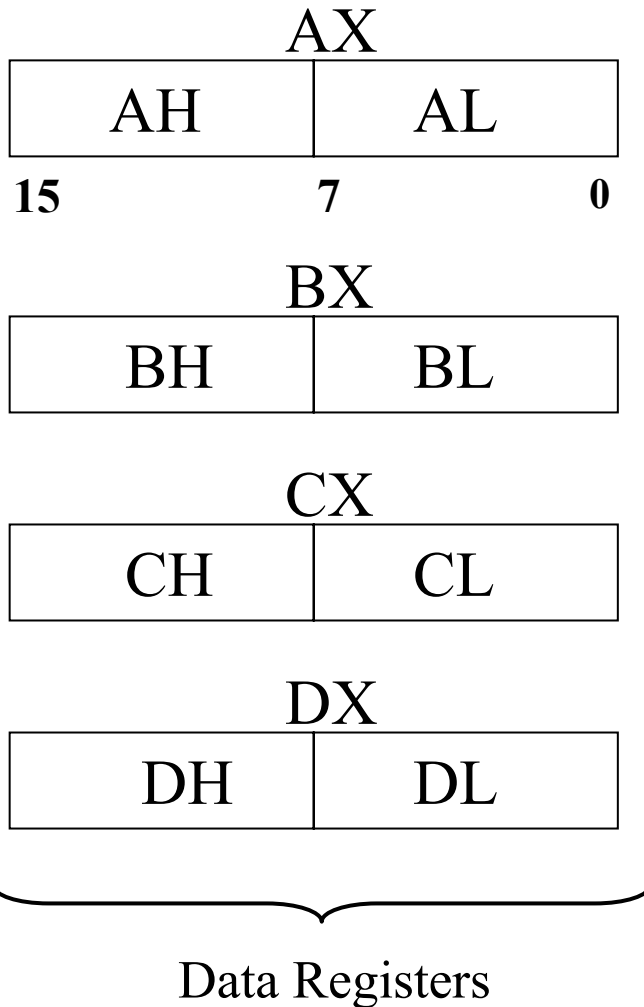 AX
AH AL
15 7 0
BX
BH BL
CX
CH CL
DX
DH DL
Data Registers